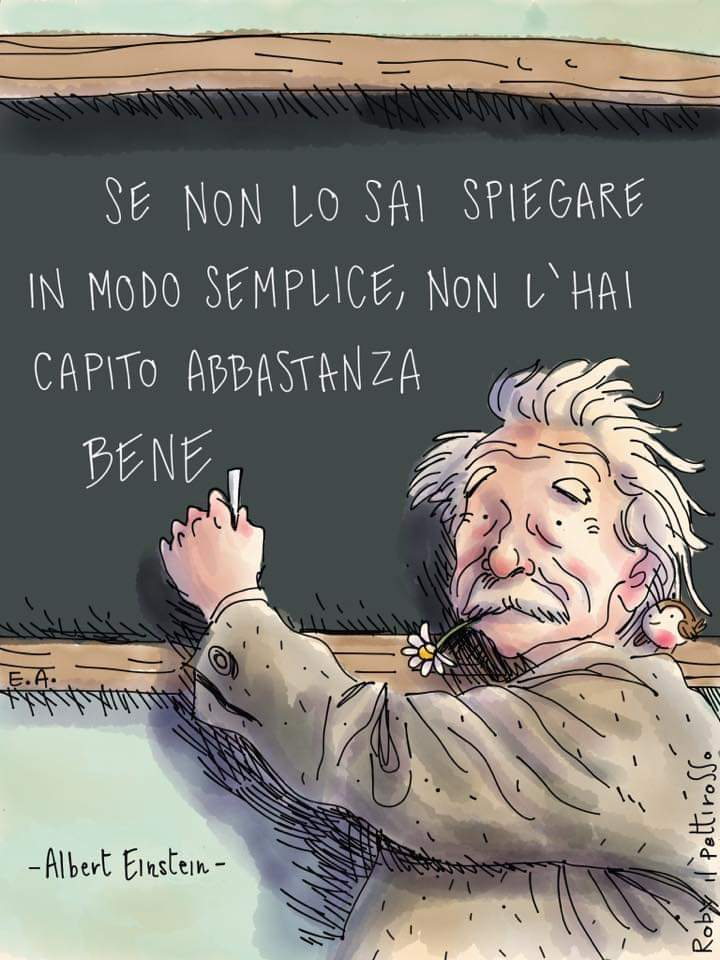 SE NON LO SAI SPIEGARE
IN MODO SEMPLICE, NON L`HAI
CAPITO ABBASTANZA
BENE
E.A.
-Albert Einstein-
Roby il Pettirosso